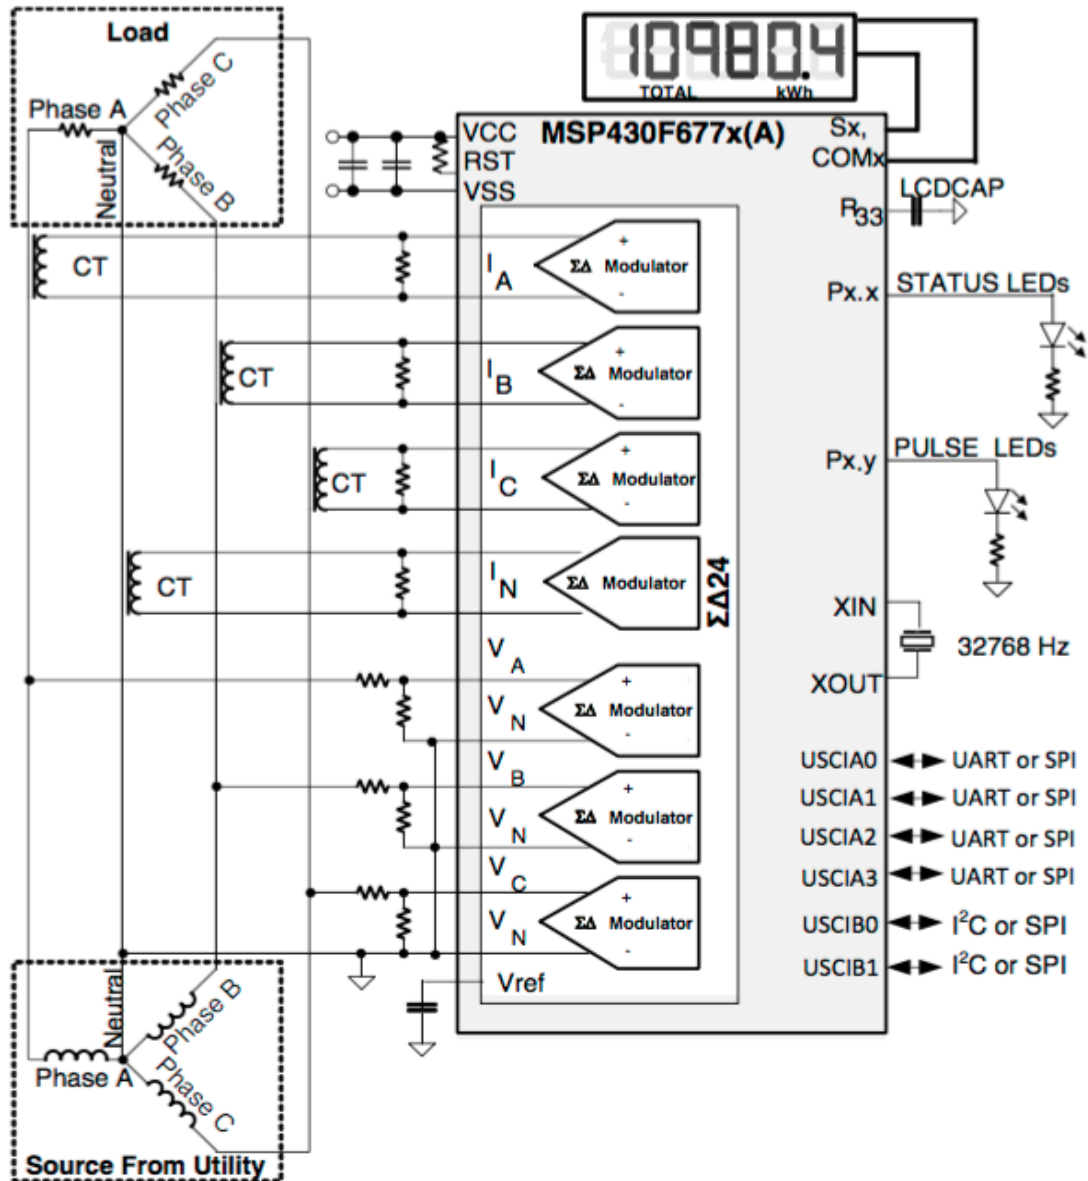 Load
Phase A
Phase C
Phase B
Neutral
10980.4
TOTAL kWh
MSP430F677x(A)
VCC
RST
VSS
Sx,
COMx
R33
LCDCAP
Px.x
STATUS LEDs
Px,y
PULSE LEDs
XIN
XOUT
32768 Hz
USCIA0
UART or SPI
USCIA1
UART or SPI
USCIA2
UART or SPI
USCIA3
UART or SPI
USCIB0
I²C or SPI
USCIB1
I²C or SPI
CT
IA
+
ΣΔ Modulator
-
CT
IB
+
ΣΔ Modulator
-
CT
IC
+
ΣΔ Modulator
-
CT
IN
ΣΔ Modulator
ΣΔ24
VA
VN
+
ΣΔ Modulator
-
VB
VN
+
ΣΔ Modulator
-
VC
VN
+
ΣΔ Modulator
-
Vref
Neutral
Phase B
Phase A
Phase C
Source From Utility